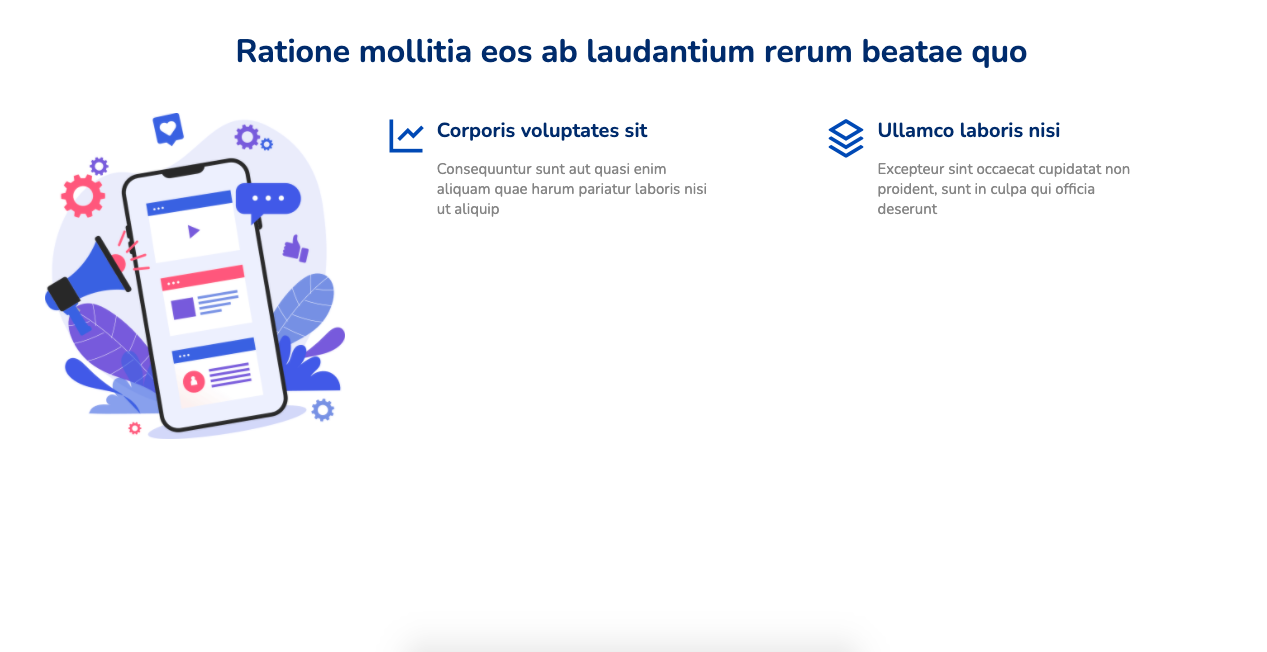 Ratione mollitia eos ab laudantium rerum beatae quo
Corporis voluptates sit
Consequuntur sunt aut quasi enim
aliquam quae harum pariatur laboris nisi
ut aliquip
Ullamco laboris nisi
Excepteur sint occaecat cupidatat non
proident, sunt in culpa qui officia
deserunt